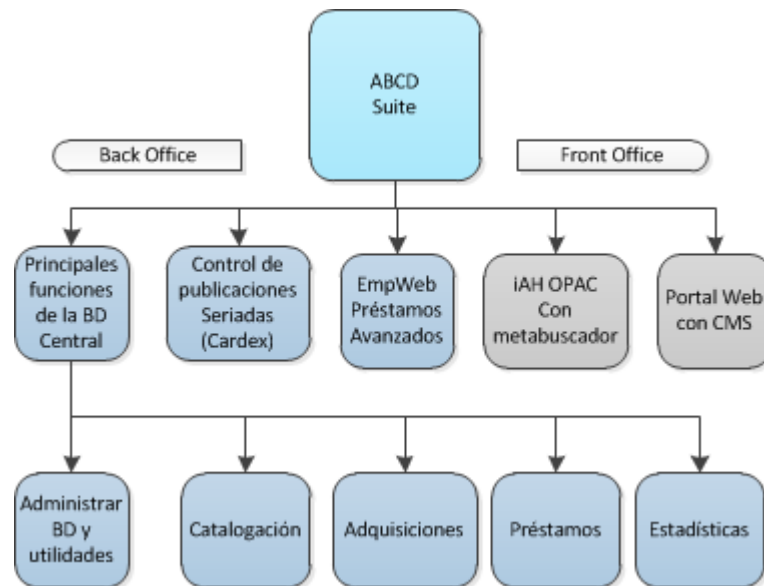 ABCD
Suite
Back Office
Front Office
Principales
funciones
de la BD
Central
Control de
publicaciones
Seriadas
(Cardex)
EmpWeb
Préstamos
Avanzados
iAH OPAC
Con
metabuscador
Portal Web
con CMS
Administrar
BD y
utilidades
Catalogación
Adquisiciones
Préstamos
Estadísticas